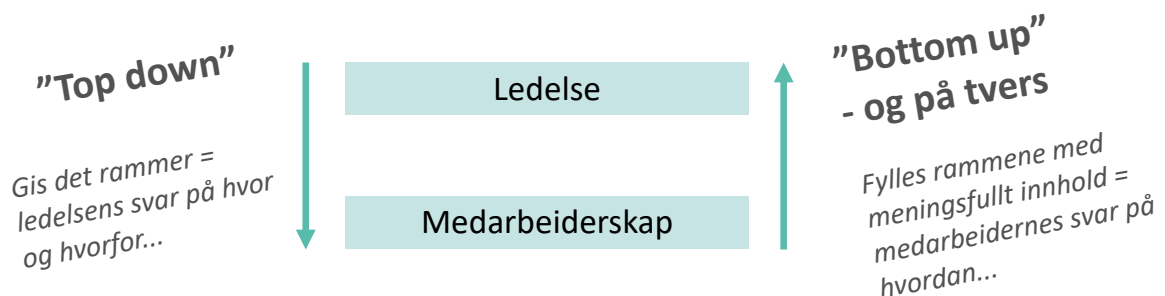 ”Top down”
Gis det rammer =
ledelsens svar på hvor
og hvorfor...
Ledelse
Medarbeiderskap
”Bottom up”
- og på tvers
Fylles rammene med
meningsfullt innhold =
medarbeidernes svar på
hvordan...